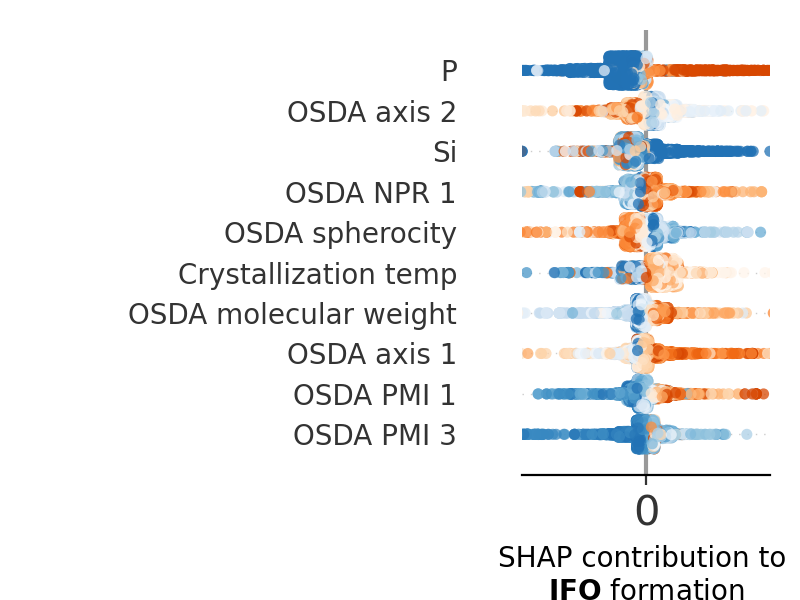 P
OSDA axis 2
Si
OSDA NPR 1
OSDA spherocity
Crystallization temp
OSDA molecular weight
OSDA axis 1
OSDA PMI 1
OSDA PMI 3
0
SHAP contribution to
IFO formation